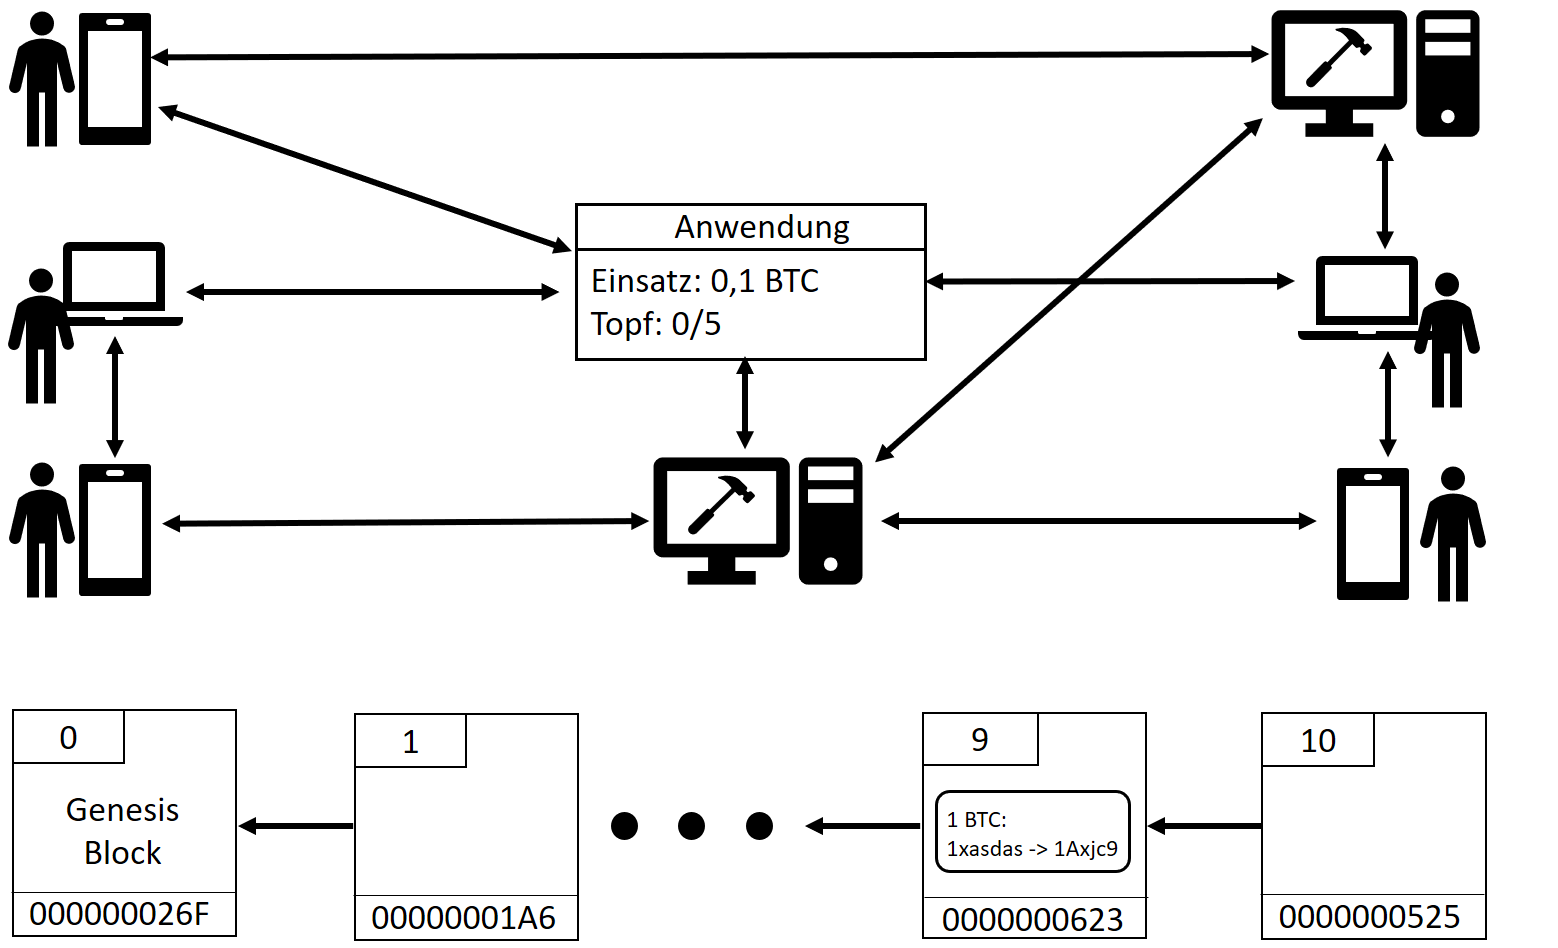 Anwendung
Einsatz: 0,1 BTC
Topf: 0/5
0
Genesis
Block
000000026F
1
00000001A6
9
1 BTC:
1xasdas -> 1Axjc9
0000000623
10
0000000525